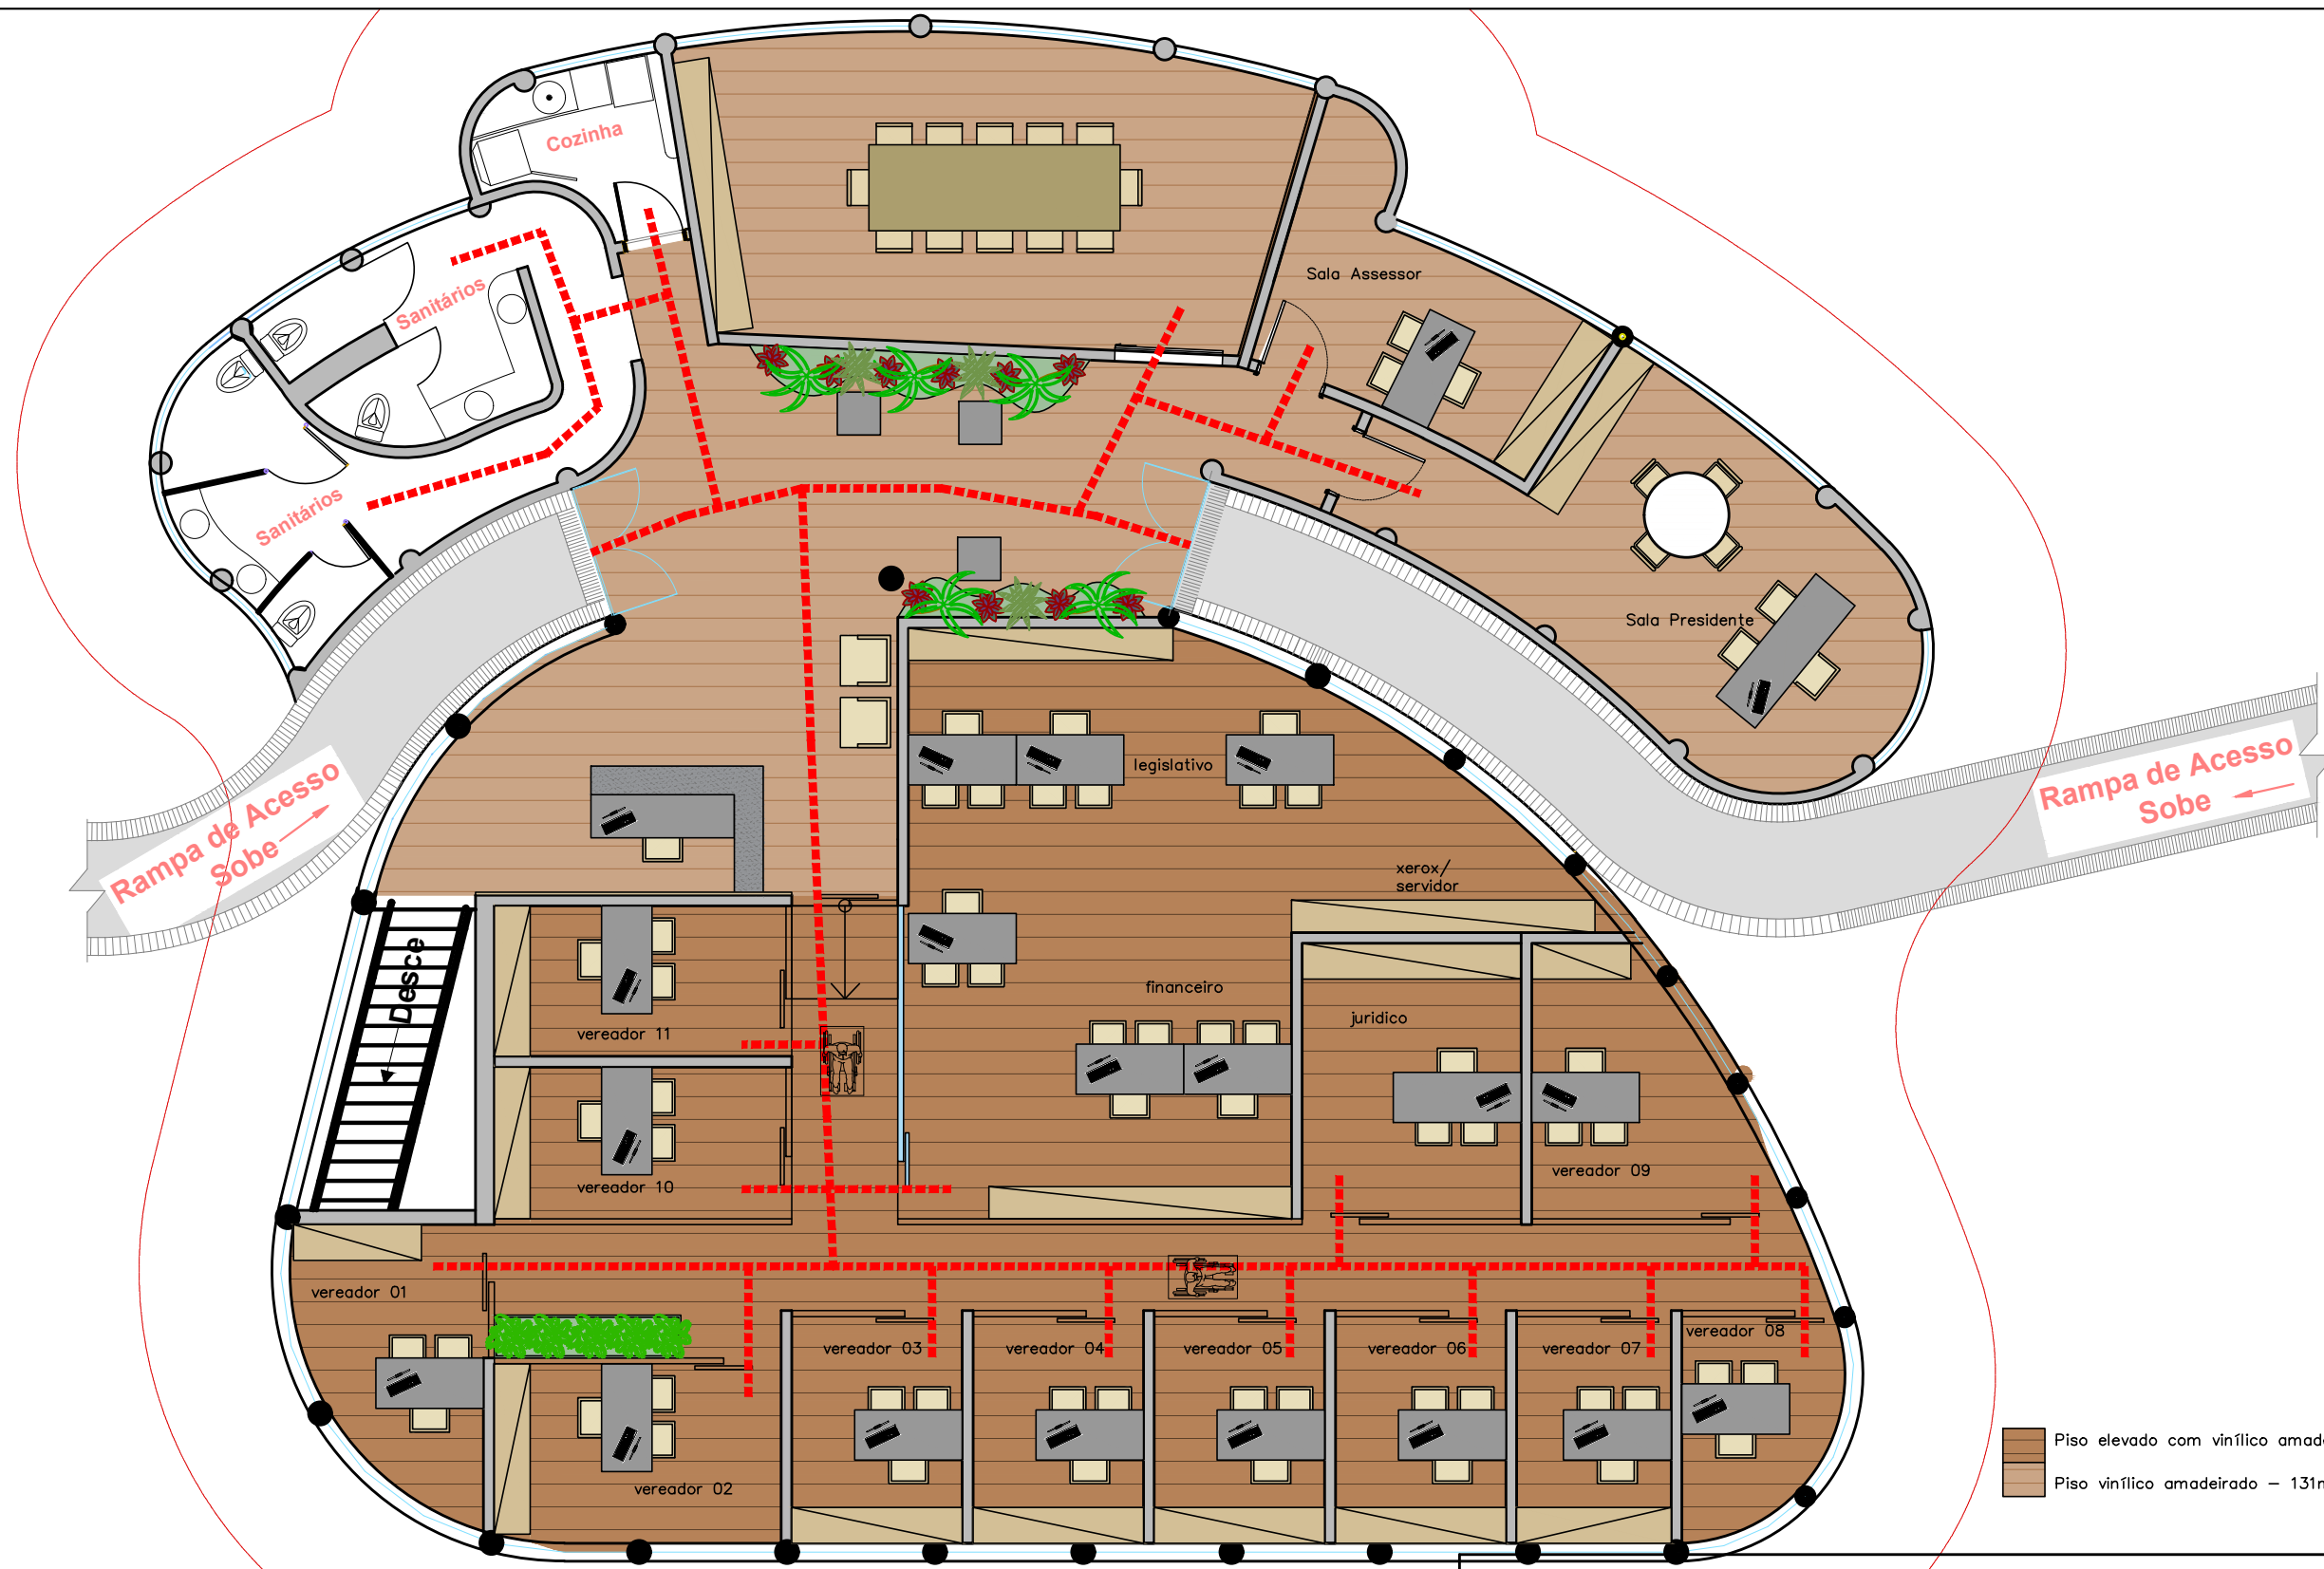 Cozinha
Sala Assessor
Sanitários
Sanitários
Sala Presidente
Rampa de Acesso
Sobe
Rampa de Acesso
Sobe
legislativo
xerox/
servidor
Desce
financeiro
juridico
vereador 11
vereador 09
vereador 10
vereador 01
vereador 08
vereador 03
vereador 04
vereador 05
vereador 06
vereador 07
vereador 02
Piso elevado com vinílico
Piso vinílico amadeirado –